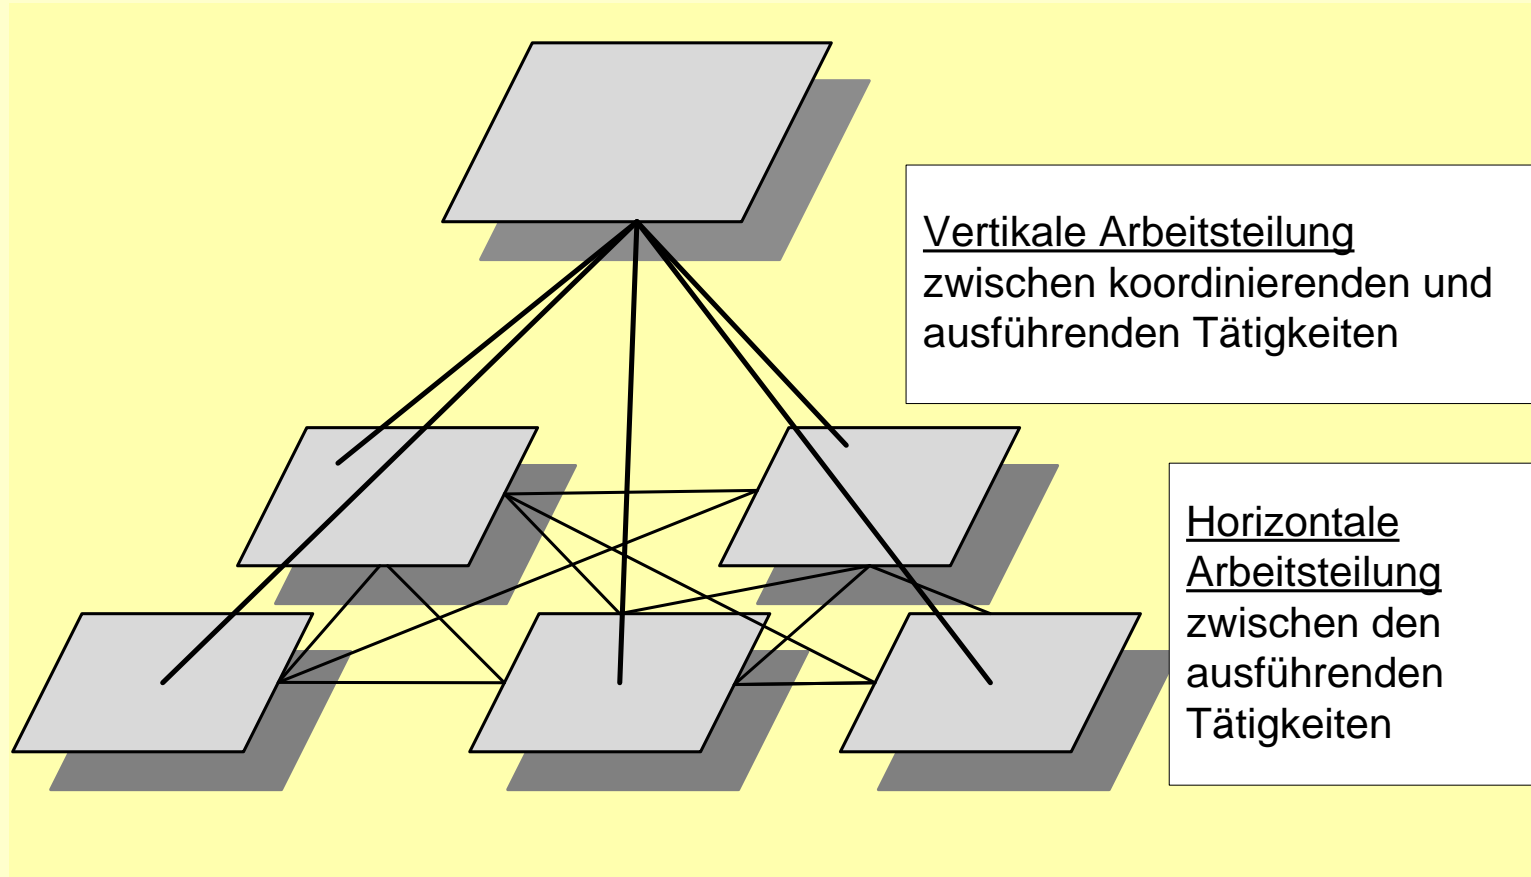 Vertikale Arbeitsteilung
zwischen koordinierenden und
ausführenden Tätigkeiten
Horizontale
Arbeitsteilung
zwischen den
ausführenden
Tätigkeiten